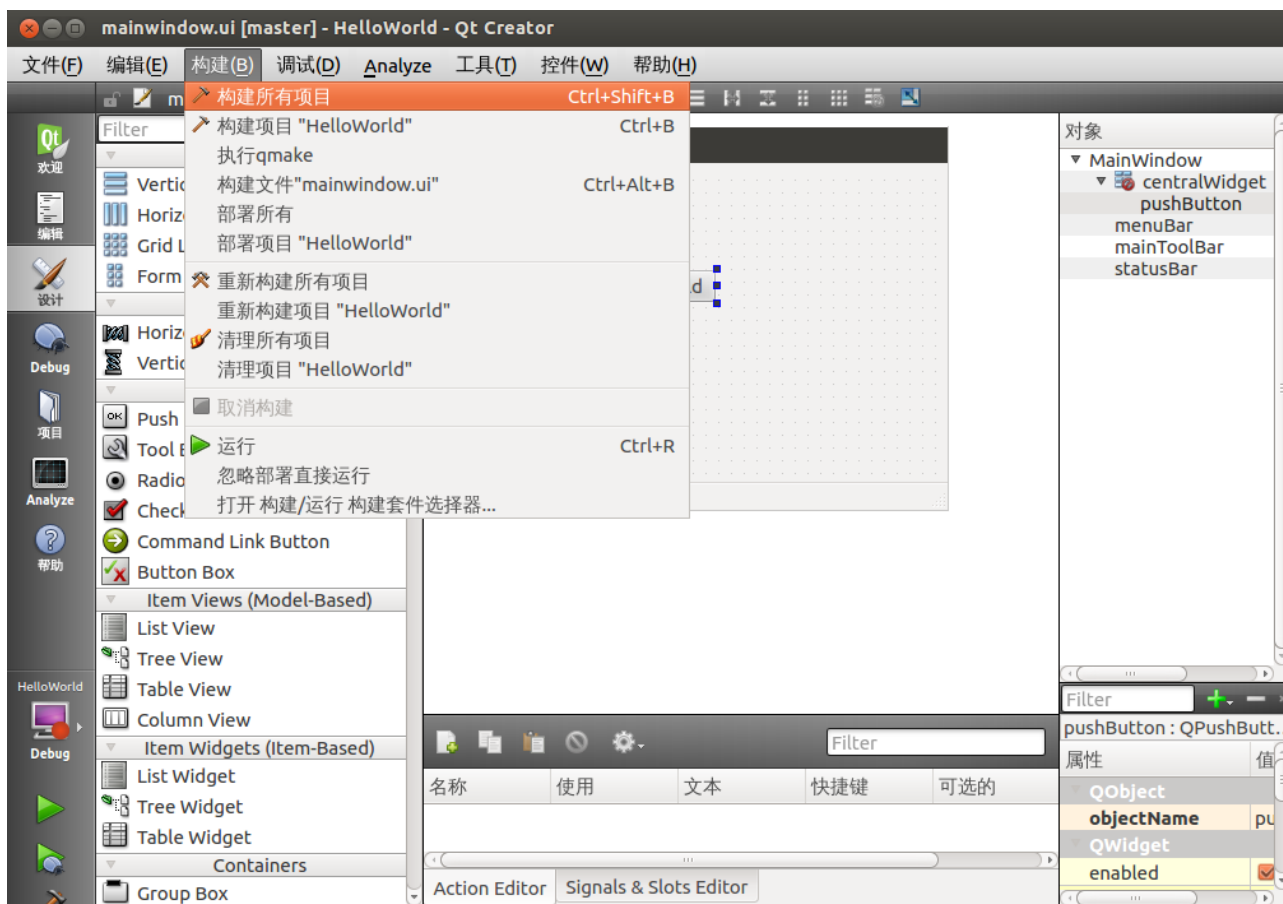 mainwindow.ui [master] - HelloWorld - Qt Creator
文件(F) 编辑(E) 构建(B) 调试(D) Analyze 工具(T) 控件(W) 帮助(H)
构建所有项目 Ctrl+Shift+B
构建项目 "HelloWorld" Ctrl+B
执行qmake
构建文件"mainwindow.ui" Ctrl+Alt+B
部署所有
部署项目 "HelloWorld"
重新构建所有项目
重新构建项目 "HelloWorld"
清理所有项目
清理项目 "HelloWorld"
取消构建
运行 Ctrl+R
忽略部署直接运行
打开 构建/运行 构建套件选择器...
Qt
欢迎
编辑
设计
Debug
项目
Analyze
帮助
HelloWorld
Debug
Filter
Grid L
Form
Push
OK
Command Link Button
Button Box
Item Views (Model-Based)
List View
Tree View
Table View
Column View
Item Widgets (Item-Based)
List Widget
Tree Widget
Table Widget
Containers
Group Box
Filter
名称 使用 文本 快捷键 可选的
Action Editor Signals & Slots Editor
对象
MainWindow
centralWidget
pushButton
menuBar
mainToolBar
statusBar
Filter
pushButton : QPushButt...
属性 值
QObject
objectName pu
QWidget
enabled